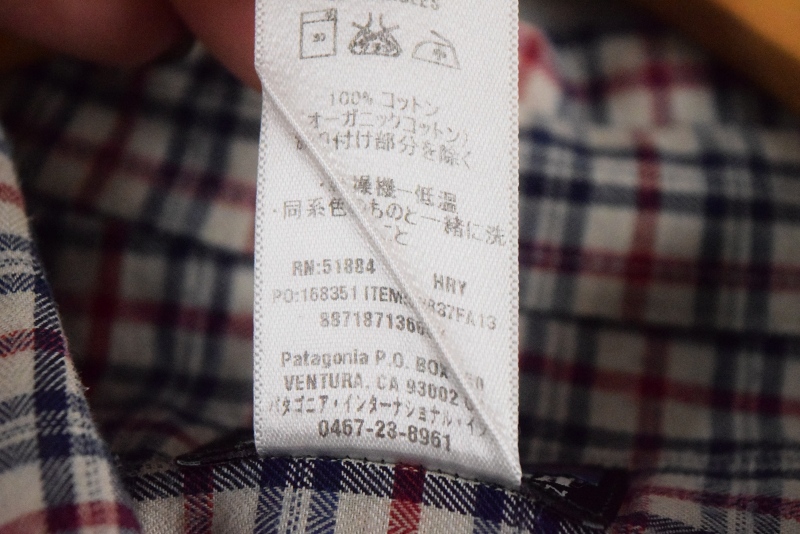 100% コットン
オーガニックコットン)
付け部分を除く
燥機ー低温
・同系色 ものと一緒に洗
こと
RN:51884 HRY
PO:168351
Patagonia P.O. BOX
VENTURA, CA 93002
パタゴニア・インターナショナル・イン
0467-23-8961